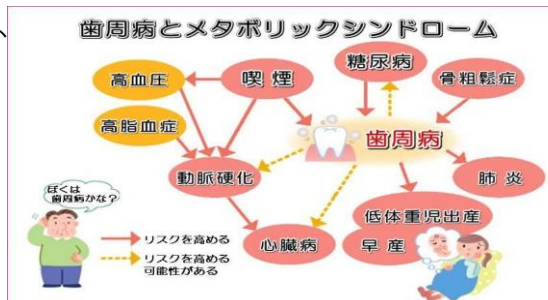 、
歯周病とメタボリックシンドローム
高血圧
喫煙
糖尿病
骨粗鬆症
高脂血症
歯周病
動脈硬化
肺炎
ぼくは
歯周病かな?
低体重児出産
リスクを高める
心臓病
早産
リスクを高める
可能性がある